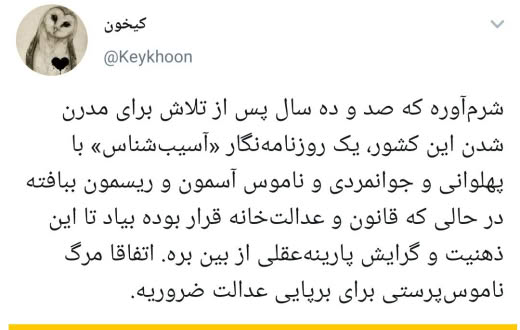 کیخون
@Keykhoon
شرم‌آوره که صد و ده سال پس از تلاش برای مدرن
شدن این کشور، یک روزنامه‌نگار «آسیب‌شناس» با
پهلوانی و جوانمردی و ناموس آسمون و ریسمون ببافته
در حالی که قانون و عدالت‌خانه قرار بوده بیاد تا این
ذهنیت و گرایش پارینه‌عقلی از بین بره. اتفاقا مرگ
ناموس‌پرستی برای برپایی عدالت ضروریه.